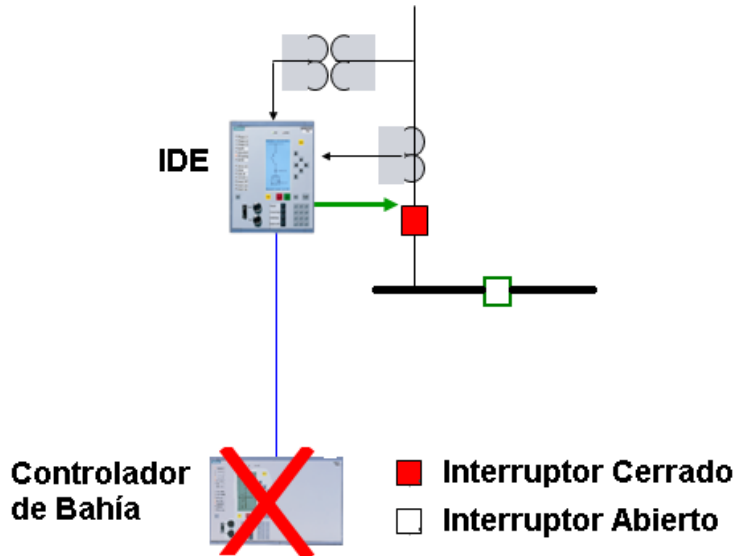 IDE
Controlador
de Bahía
Interruptor Cerrado
Interruptor Abierto